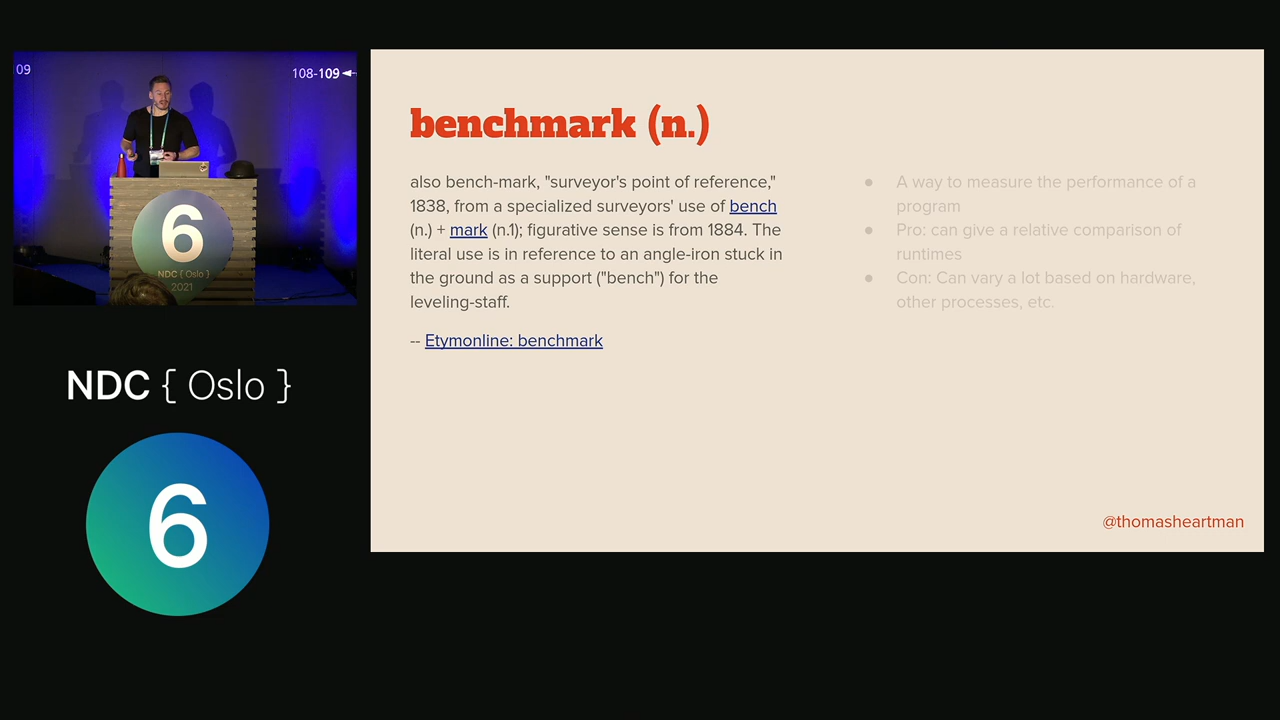 09
108-109
6
NDC { Oslo }
2021
NDC { Oslo }
6
benchmark (n.)
also bench-mark, "surveyor's point of reference,"
1838, from a specialized surveyors' use of bench
(n.) + mark (n.1); figurative sense is from 1884. The
literal use is in reference to an angle-iron stuck in
the ground as a support ("bench") for the
leveling-staff.
-- Etymonline: benchmark
● A way to measure the performance of a
program
● Pro: can give a relative comparison of
runtimes
● Con: Can vary a lot based on hardware,
other processes, etc.
@thomasheartman